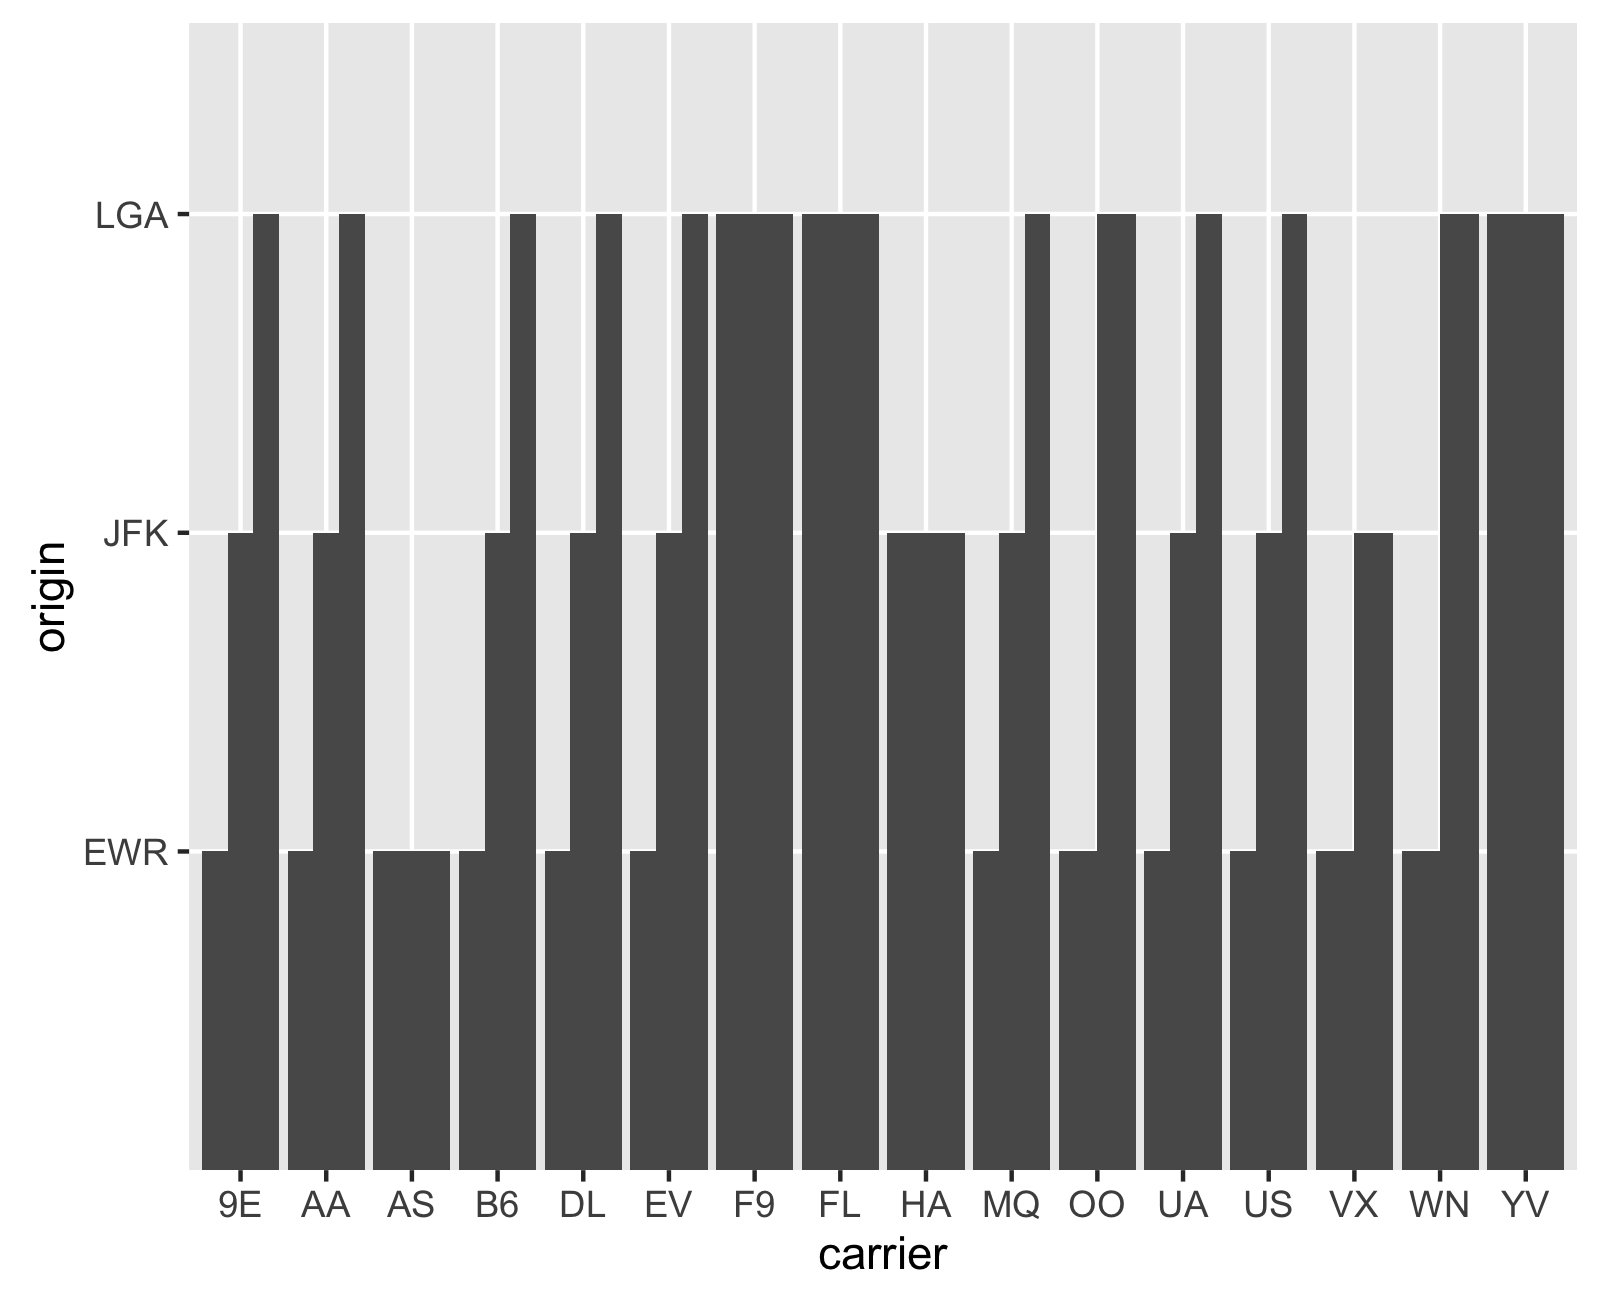 LGA
JFK
EWR
origin
9E AA AS B6 DL EV F9 FL HA MQ OO UA US VX WN YV
carrier